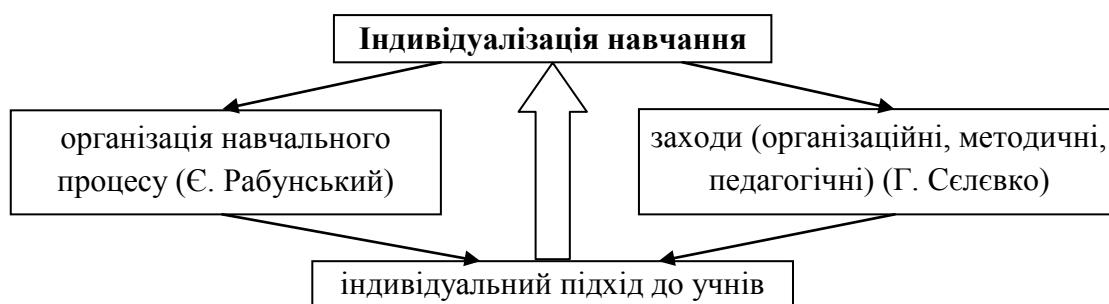 Індивідуалізація навчання
організація навчального
процесу (Є. Рабунський)
заходи (організаційні, методичні,
педагогічні) (Г. Сєлєвко)
індивідуальний підхід до учнів